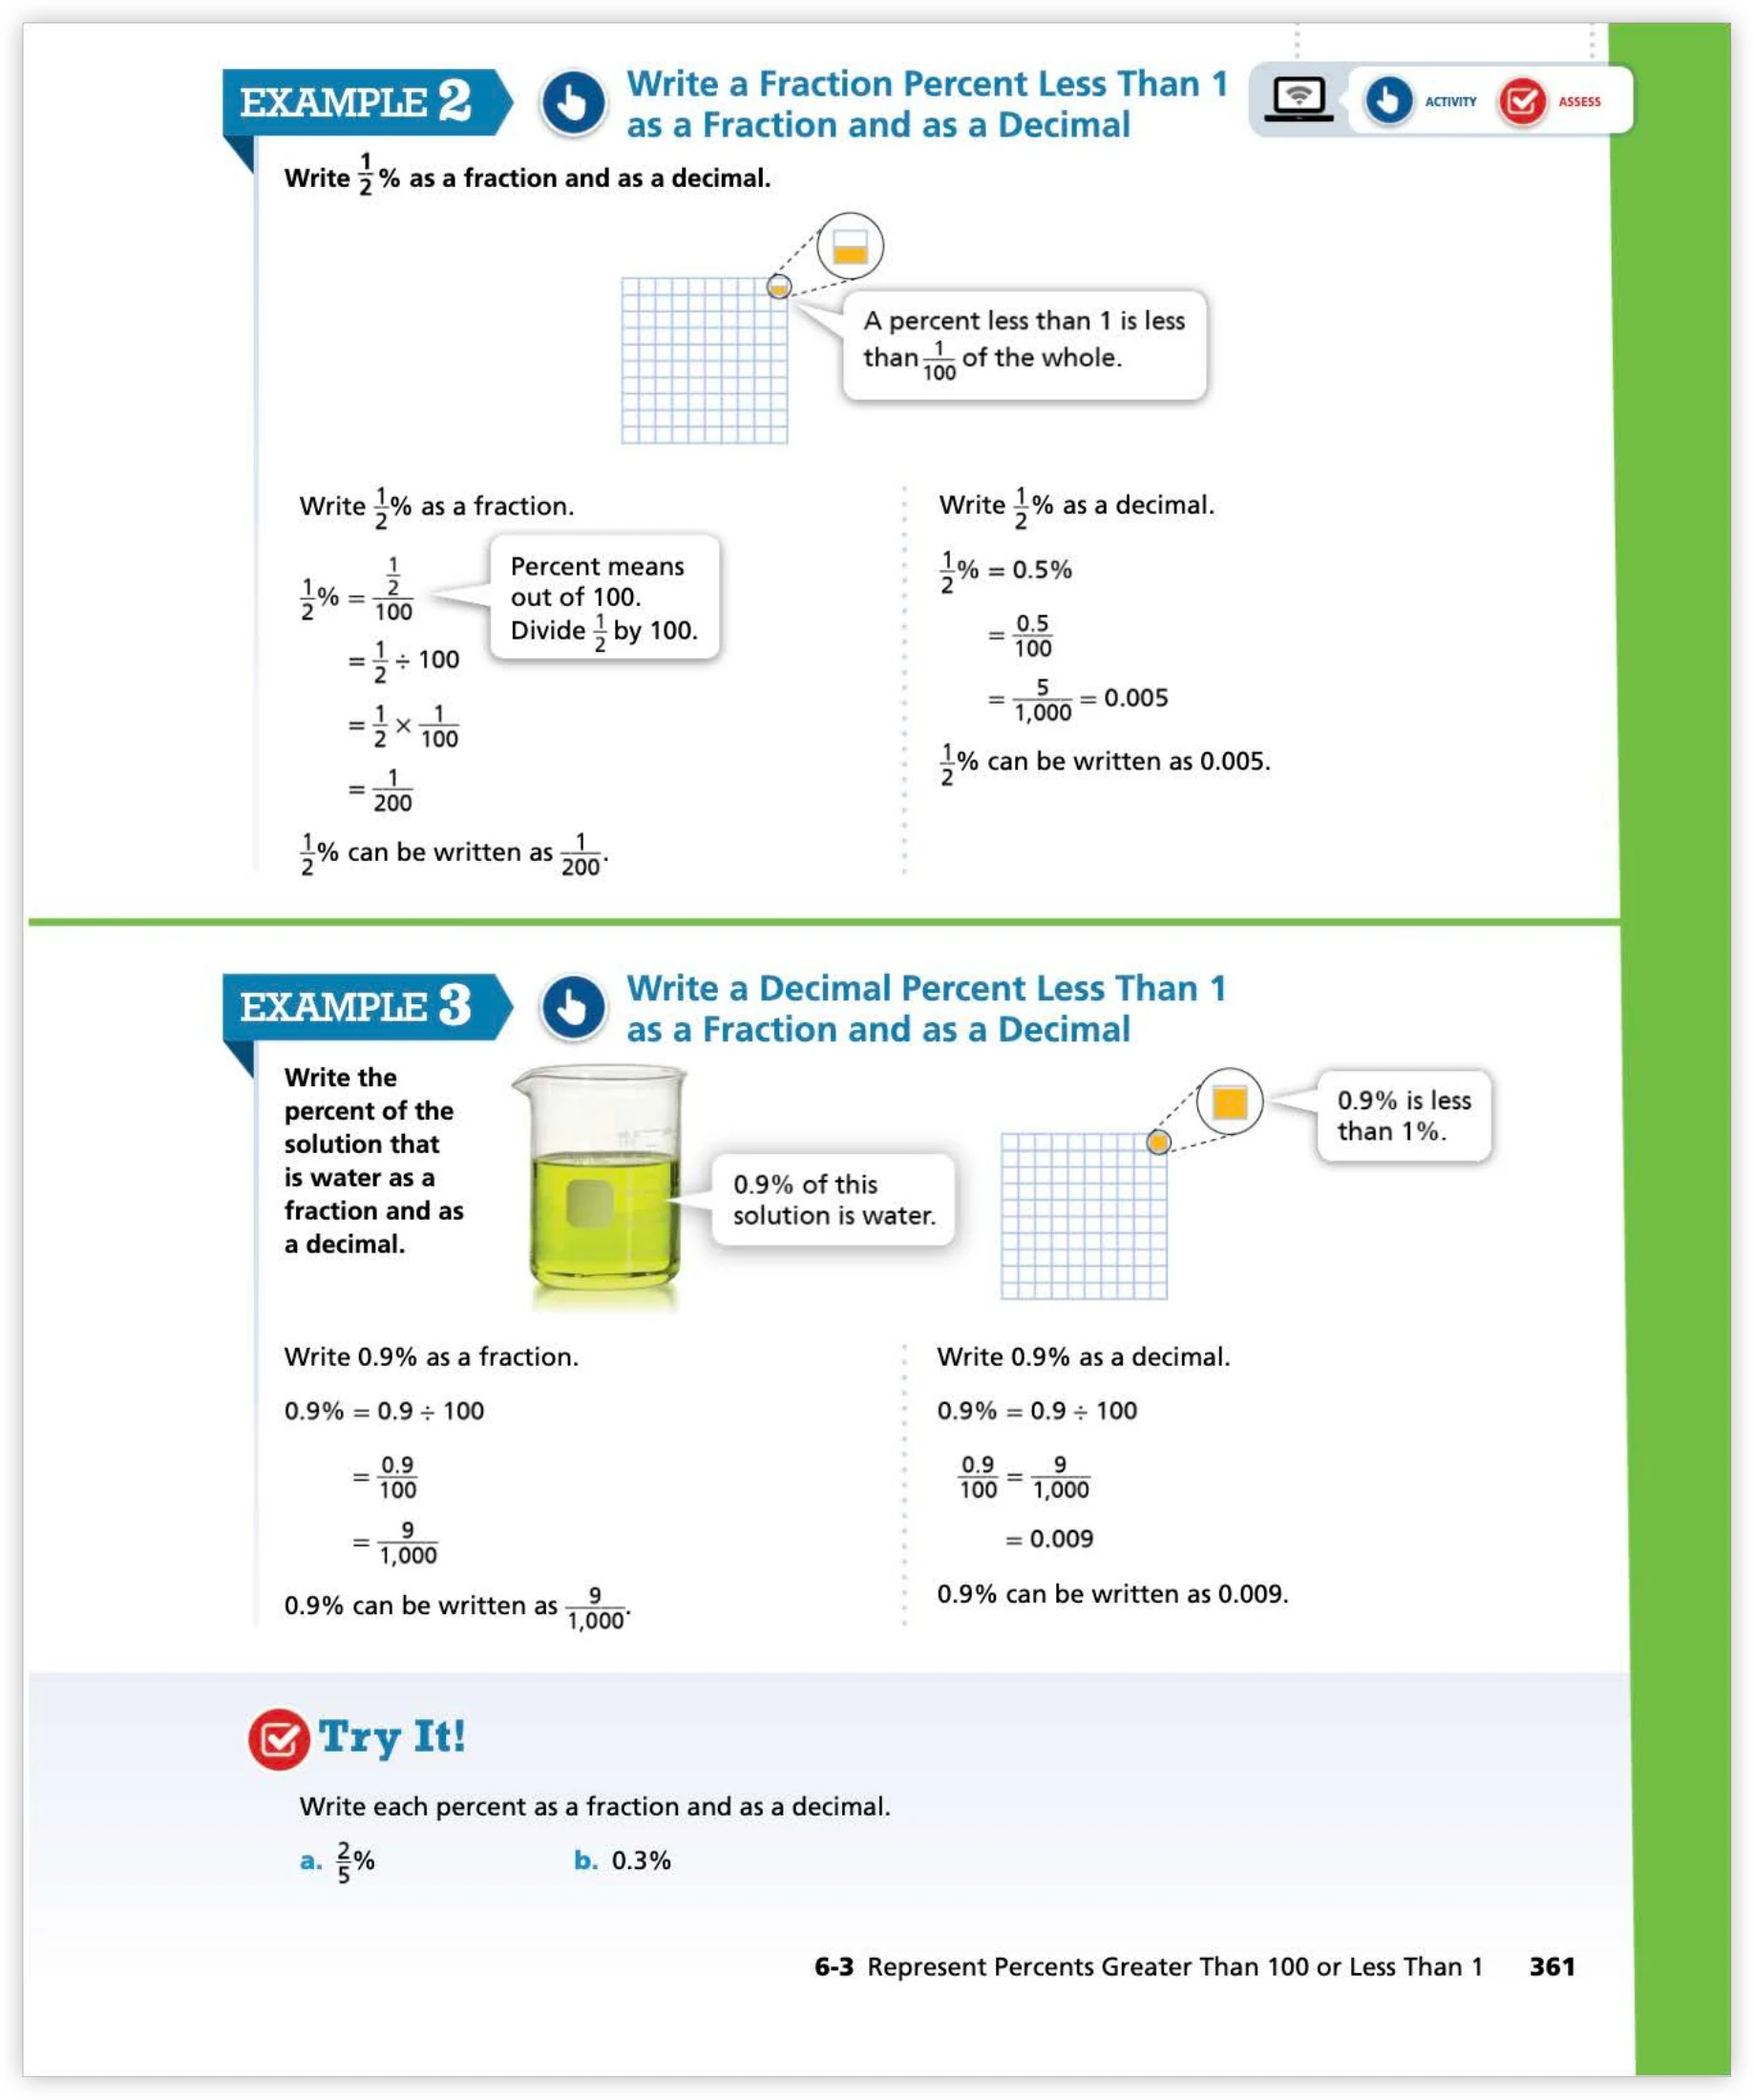 EXAMPLE 2
Write a Fraction Percent Less Than 1
as a Fraction and as a Decimal
ACTIVITY
ASSESS
Write 1/2% as a fraction and as a decimal.
A percent less than 1 is less
than 1/100 of the whole.
Write 1/2% as a fraction.
1/2% = (1/2)/100
Percent means
out of 100.
Divide 1/2 by 100.
= 1/2 ÷ 100
= 1/2 × 1/100
= 1/200
1/2% can be written as 1/200.
Write 1/2% as a decimal.
1/2% = 0.5%
= 0.5/100
= 5/1,000 = 0.005
1/2% can be written as 0.005.
EXAMPLE 3
Write a Decimal Percent Less Than 1
as a Fraction and as a Decimal
Write the
percent of the
solution that
is water as a
fraction and as
a decimal.
0.9% of this
solution is water.
0.9% is less
than 1%.
Write 0.9% as a fraction.
0.9% = 0.9 ÷ 100
= 0.9/100
= 9/1,000
0.9% can be written as 9/1,000.
Write 0.9% as a decimal.
0.9% = 0.9 ÷ 100
0.9/100 = 9/1,000
= 0.009
0.9% can be written as 0.009.
Try It!
Write each percent as a fraction and as a decimal.
a. 2/5%
b. 0.3%
6-3 Represent Percents Greater Than 100 or Less Than 1 361